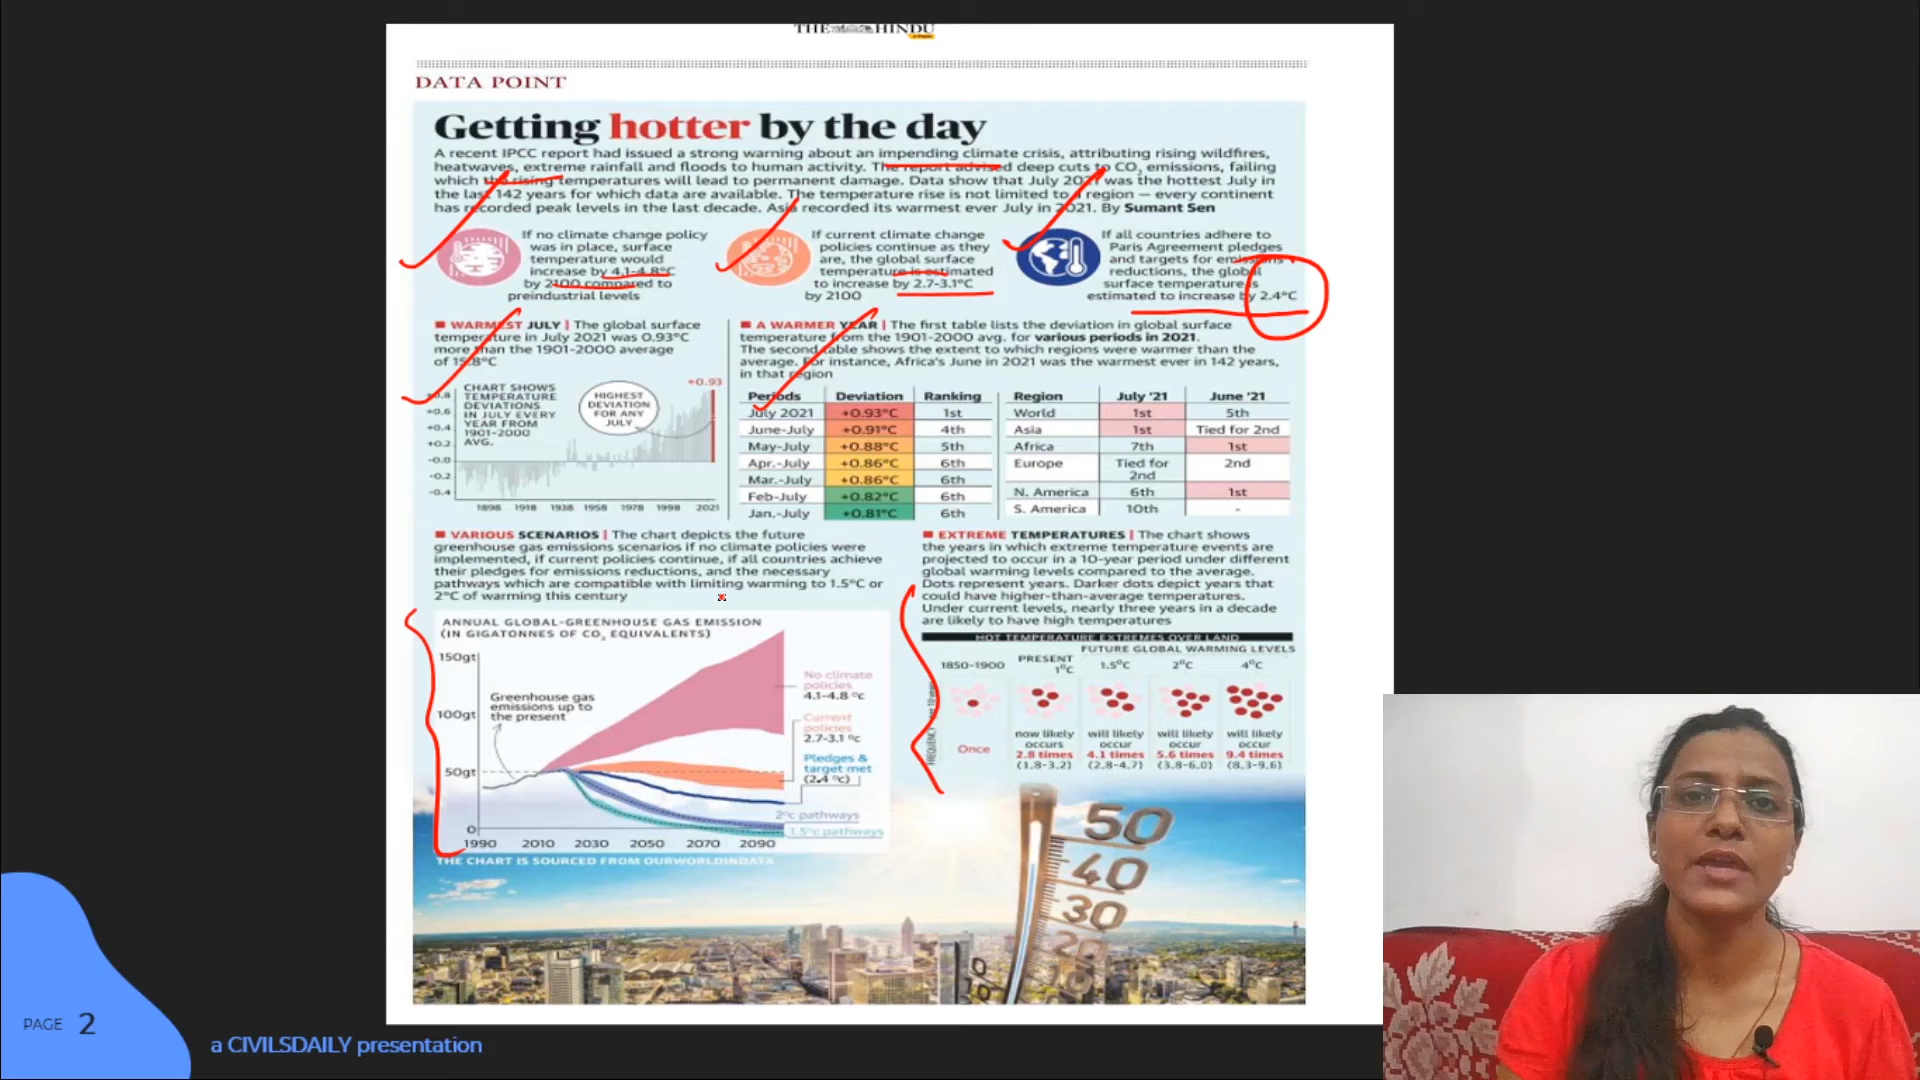 THE HINDU
DATA POINT
Getting hotter by the day
A recent IPCC report had issued a strong warning about an impending climate crisis, attributing rising wildfires,
heatwaves, extreme rainfall and floods to human activity. The report advised deep cuts to CO₂ emissions, failing
which the rising temperatures will lead to permanent damage. Data show that July 2021 was the hottest July in
the last 142 years for which data are available. The temperature rise is not limited to a region — every continent
has recorded peak levels in the last decade. Asia recorded its warmest ever July in 2021. By Sumant Sen
If no climate change policy
was in place, surface
temperature would
increase by 4.1-4.8°C
by 2100 compared to
preindustrial levels
If current climate change
policies continue as they
are, the global surface
temperature is estimated
to increase by 2.7-3.1°C
by 2100
If all countries adhere to
Paris Agreement pledges
and targets for emissions
reductions, the global
surface temperature is
estimated to increase by 2.4°C
WARMEST JULY | The global surface
temperature in July 2021 was 0.93°C
more than the 1901-2000 average
of 15.8°C
CHART SHOWS
TEMPERATURE
DEVIATIONS
IN JULY EVERY
YEAR FROM
1901-2000
AVG.
HIGHEST
DEVIATION
FOR ANY
JULY
+0.93
+0.8
+0.6
+0.4
+0.2
-0.0
-0.2
-0.4
1898 1918 1938 1958 1978 1998 2021
A WARMER YEAR | The first table lists the deviation in global surface
temperature from the 1901-2000 avg. for various periods in 2021.
The second table shows the extent to which regions were warmer than the
average. For instance, Africa's June in 2021 was the warmest ever in 142 years,
in that region
Periods Deviation Ranking
July 2021 +0.93°C 1st
June-July +0.91°C 4th
May-July +0.88°C 5th
Apr.-July +0.86°C 6th
Mar.-July +0.86°C 6th
Feb-July +0.82°C 6th
Jan.-July +0.81°C 6th
Region July '21 June '21
World 1st 5th
Asia 1st Tied for 2nd
Africa 7th 1st
Europe Tied for 2nd
2nd
N. America 6th 1st
S. America 10th -
VARIOUS SCENARIOS | The chart depicts the future
greenhouse gas emissions scenarios if no climate policies were
implemented, if current policies continue, if all countries achieve
their pledges for emissions reductions, and the necessary
pathways which are compatible with limiting warming to 1.5°C or
2°C of warming this century
ANNUAL GLOBAL-GREENHOUSE GAS EMISSION
(IN GIGATONNES OF CO₂ EQUIVALENTS)
150gt
100gt
50gt
0
Greenhouse gas
emissions up to
the present
No climate
policies
4.1-4.8 °c
Current
policies
2.7-3.1 °c
Pledges &
target met
(2.4 °c)
2°c pathways
1.5°c pathways
1990 2010 2030 2050 2070 2090
THE CHART IS SOURCED FROM OURWORLDINDATA
EXTREME TEMPERATURES | The chart shows
the years in which extreme temperature events are
projected to occur in a 10-year period under different
global warming levels compared to the average.
Dots represent years. Darker dots depict years that
could have higher-than-average temperatures.
Under current levels, nearly three years in a decade
are likely to have high temperatures
HOT TEMPERATURE EXTREMES OVER LAND
FUTURE GLOBAL WARMING LEVELS
1850-1900 PRESENT 1°C 1.5°C 2°C 4°C
Once
now likely
occurs
2.8 times
(1.8-3.2)
will likely
occur
4.1 times
(2.8-4.7)
will likely
occur
5.6 times
(3.8-6.0)
will likely
occur
9.4 times
(8.3-9.6)
50
40
30
20
10
0
10
PAGE 2
a CIVILSDAILY presentation